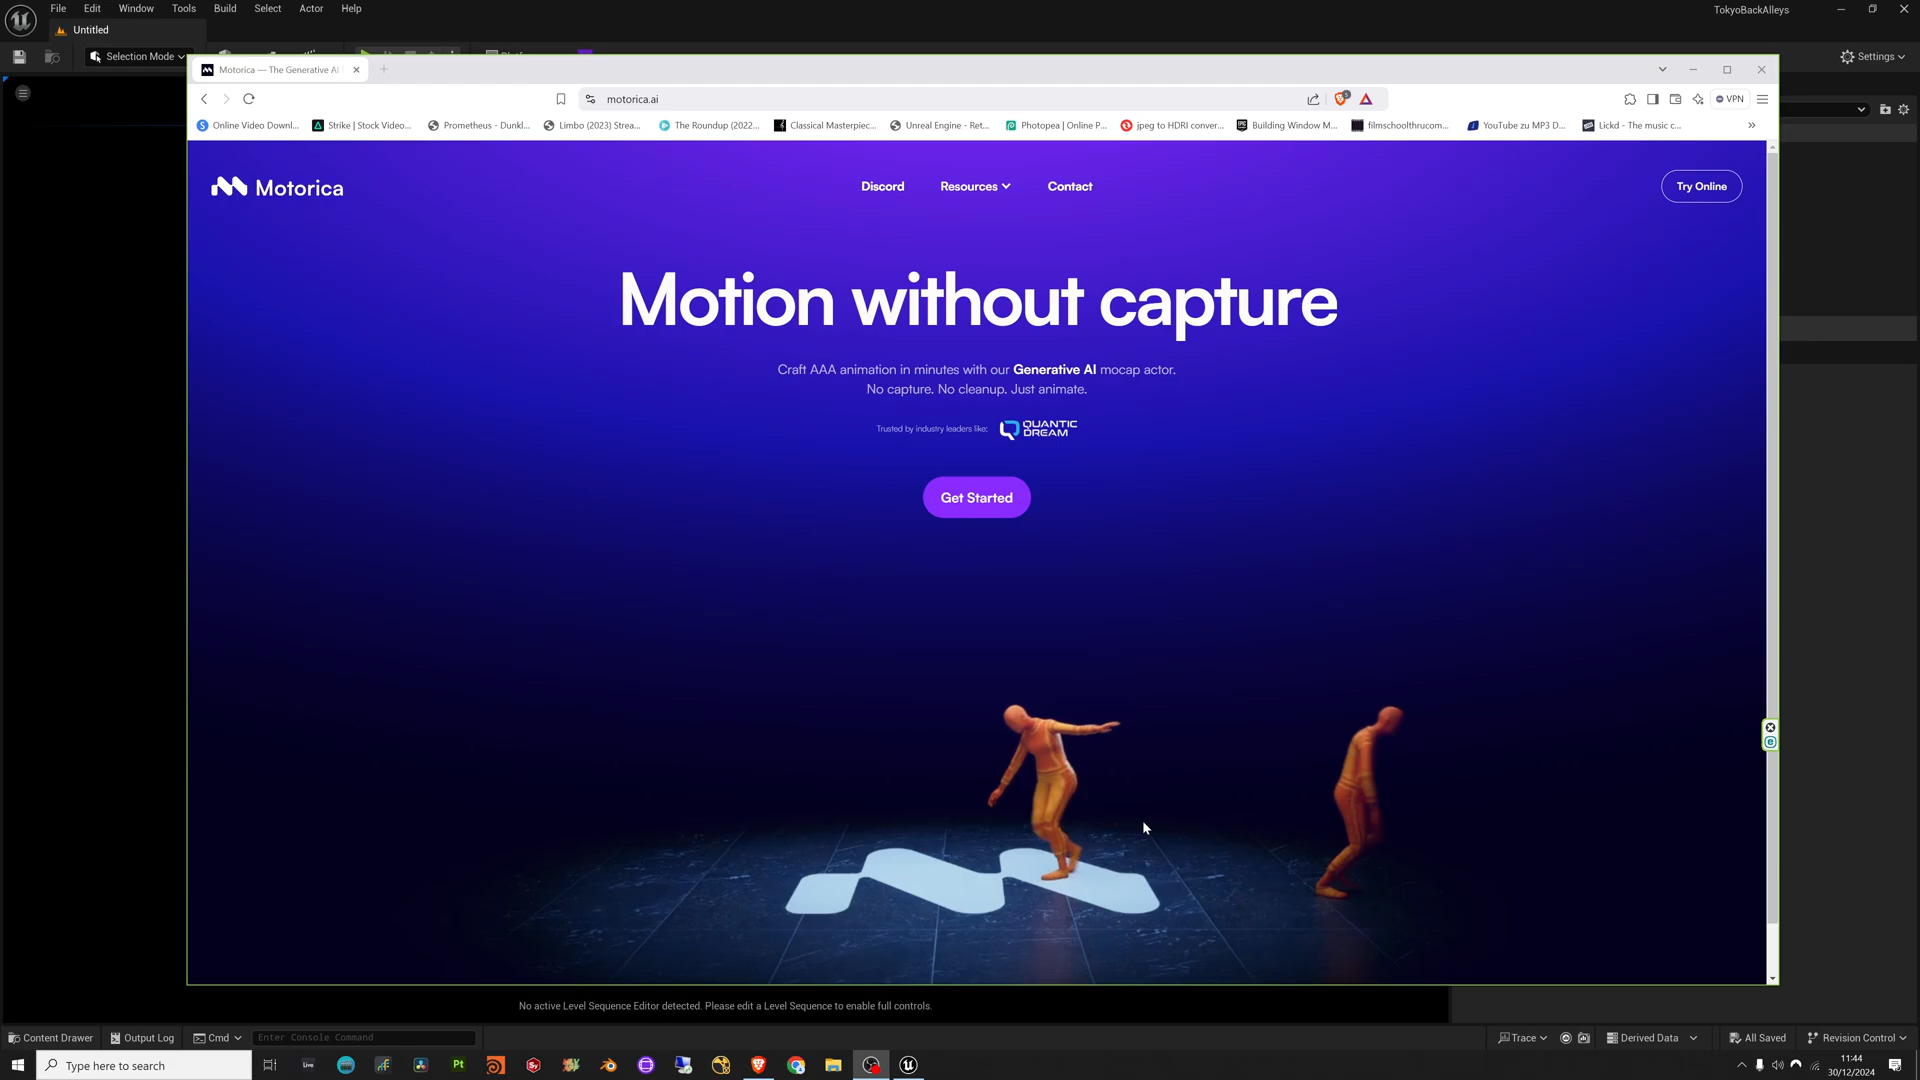 File Edit Window Tools Build Select Actor Help
TokyoBackAlleys
Untitled
Selection Mode
Settings
Motorica — The Generative AI
motorica.ai
VPN
Online Video Downl...
Strike | Stock Video...
Prometheus - Dunkl...
Limbo (2023) Strea...
The Roundup (2022...
Classical Masterpiec...
Unreal Engine - Ret...
Photopea | Online P...
jpeg to HDRI conver...
Building Window M...
filmschoolthrucom...
YouTube zu MP3 D...
Lickd - The music c...
Motorica
Discord
Resources
Contact
Try Online
Motion without capture
Craft AAA animation in minutes with our Generative AI mocap actor.
No capture. No cleanup. Just animate.
Trusted by industry leaders like:
QUANTIC
DREAM
Get Started
No active Level Sequence Editor detected. Please edit a Level Sequence to enable full controls.
Content Drawer
Output Log
Cmd
Enter Console Command
Trace
Derived Data
All Saved
Revision Control
Type here to search
Live
Pt
11:44
30/12/2024